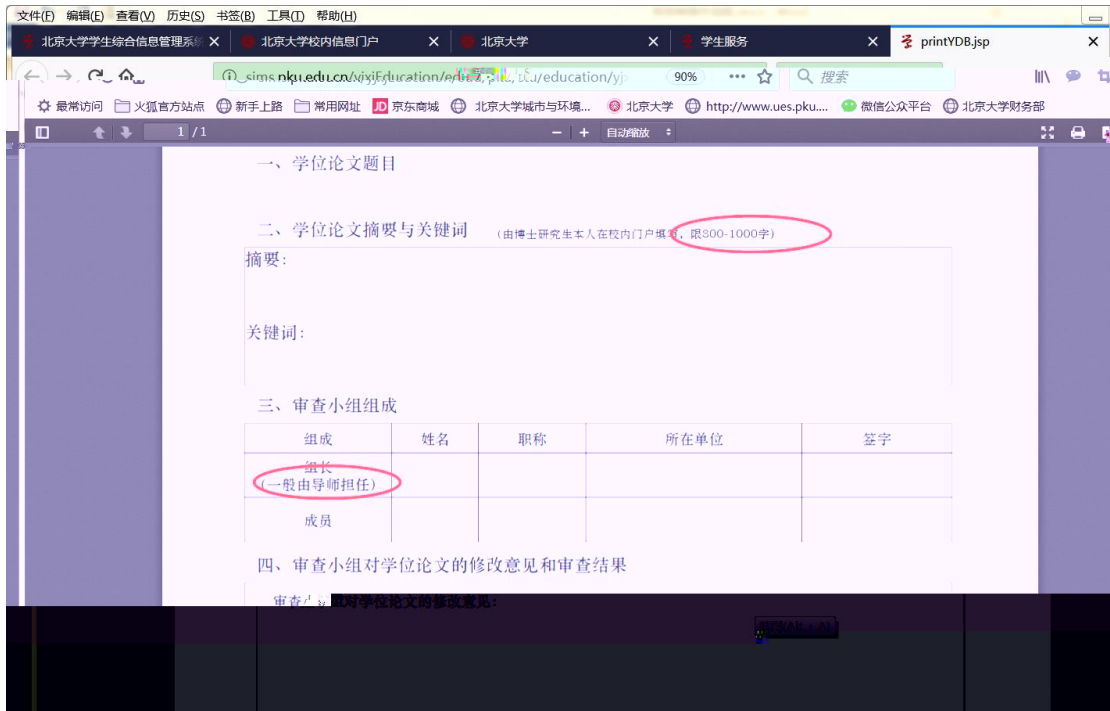 文件(F) 编辑(E) 查看(V) 历史(S) 书签(B) 工具(T) 帮助(H)
北京大学学生综合信息管理系统 北京大学校内信息门户 北京大学 学生服务 printYDB.jsp
90% 搜索
最常访问 火狐官方站点 新手上路 常用网址 JD 京东商城 北京大学城市与环境... 北京大学 http://www.ues.pku.... 微信公众平台 北京大学财务部
1 / 1 自动缩放
一、学位论文题目
二、学位论文摘要与关键词 (由博士研究生本人在校内门户填写，限800-1000字)
摘要:
关键词:
三、审查小组组成
组成 姓名 职称 所在单位 签字
组长
(一般由导师担任)
成员
四、审查小组对学位论文的修改意见和审查结果
审查小组对学位论文的修改意见: